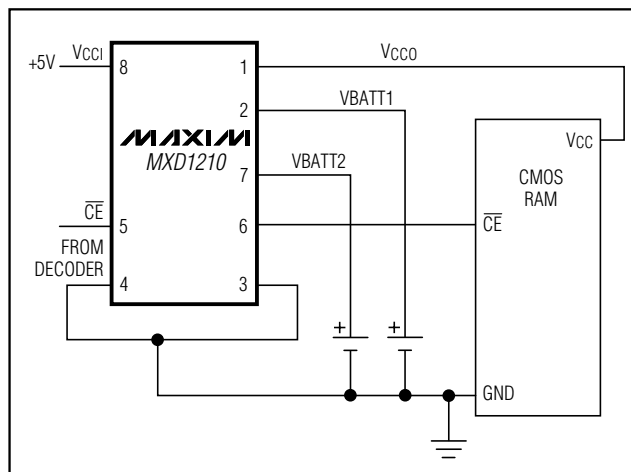 +5V
VCCI
8
1
VCCO
2
VBATT1
MAXIM
MXD1210
VBATT2
7
VCC
CMOS
RAM
CE
5
6
CE
FROM
DECODER
4
3
+
+
GND